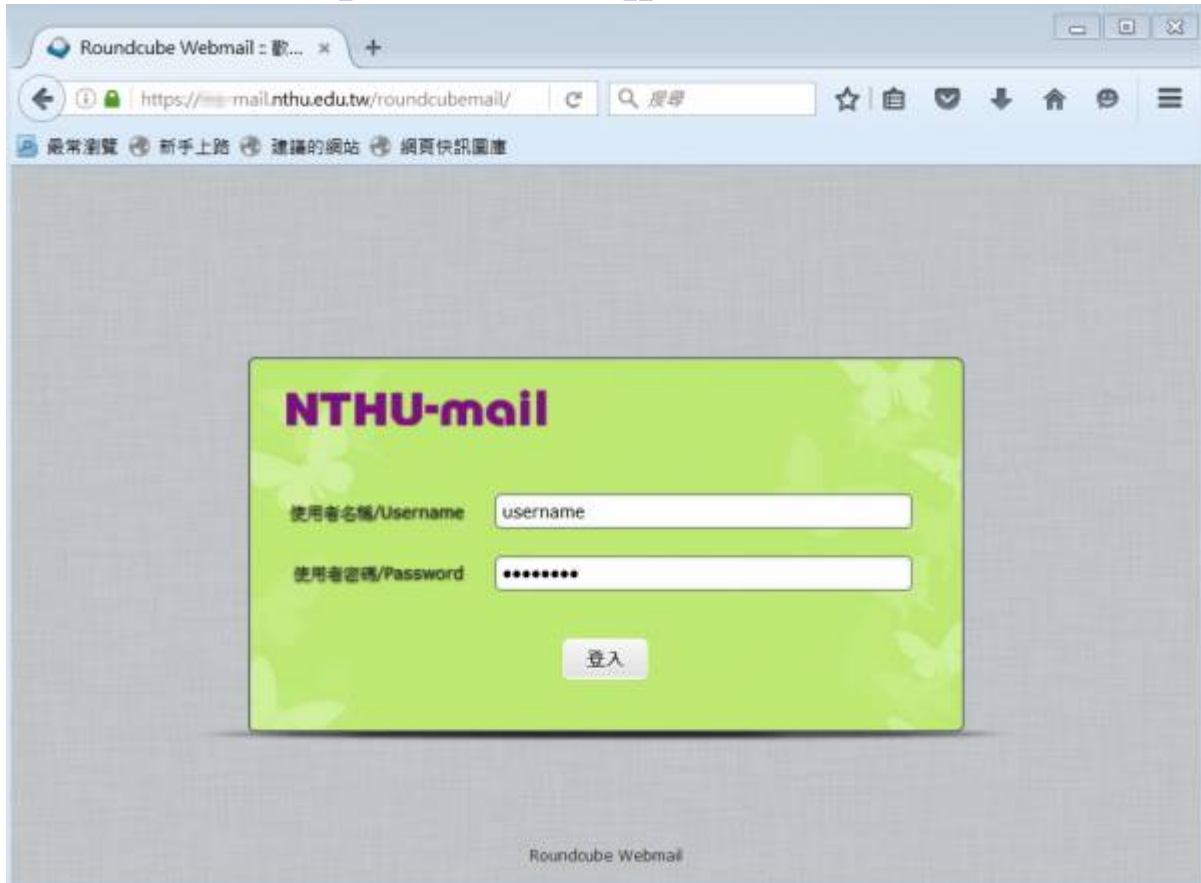 Roundcube Webmail :: 歡...
https:// mail.nthu.edu.tw/roundcubemail/
搜尋
最常瀏覽 新手上路 建議的網站 網頁快訊圖庫
NTHU-mail
使用者名稱/Username
username
使用者密碼/Password
登入
Roundcube Webmail